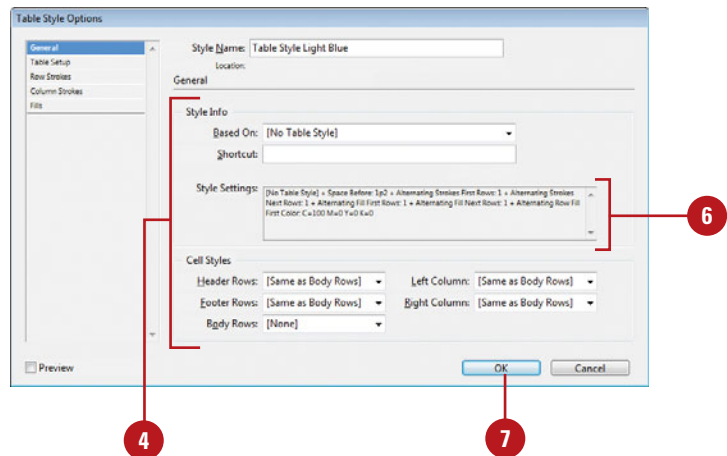 Table Style Options
General
Table Setup
Row Strokes
Column Strokes
Fills
Style Name: Table Style Light Blue
Location:
General
Style Info
Based On: [No Table Style]
Shortcut:
Style Settings: [No Table Style] + Space Before: 1p2 + Alternating Strokes First Rows: 1 + Alternating Strokes
Next Rows: 1 + Alternating Fill First Rows: 1 + Alternating Fill Next Rows: 1 + Alternating Row Fill
First Color: C=100 M=0 Y=0 K=0
6
Cell Styles
Header Rows: [Same as Body Rows] Left Column: [Same as Body Rows]
Footer Rows: [Same as Body Rows] Right Column: [Same as Body Rows]
Body Rows: [None]
Preview
OK Cancel
4 7